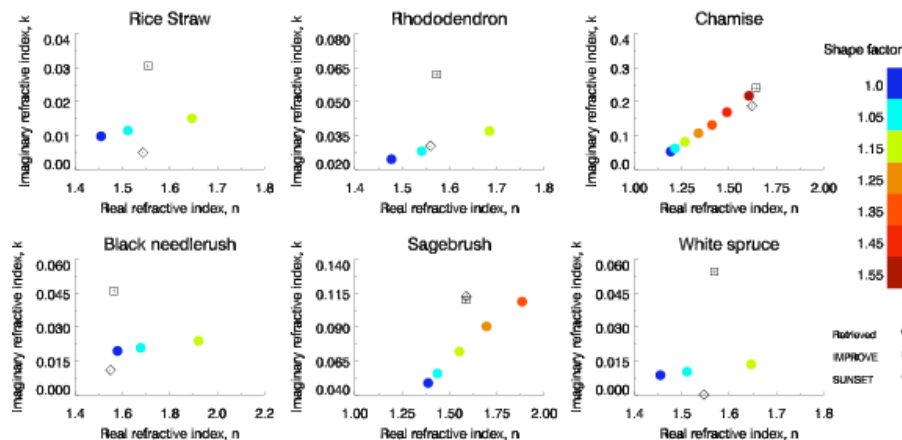 Rice Straw
Imaginary refractive index, k
0.04
0.03
0.02
0.01
0.00
1.4 1.5 1.6 1.7 1.8
Real refractive index, n
Rhododendron
Imaginary refractive index, k
0.080
0.065
0.050
0.035
0.020
1.4 1.5 1.6 1.7 1.8
Real refractive index, n
Chamise
Imaginary refractive index, k
0.4
0.3
0.2
0.1
0.0
1.00 1.25 1.50 1.75 2.00
Real refractive index, n
Shape factor
1.0
1.05
1.15
1.25
1.35
1.45
1.55
Black needlerush
Imaginary refractive index, k
0.060
0.045
0.030
0.015
0.000
1.4 1.6 1.8 2.0 2.2
Real refractive index, n
Sagebrush
Imaginary refractive index, k
0.140
0.115
0.090
0.065
0.040
1.00 1.25 1.50 1.75 2.00
Real refractive index, n
White spruce
Imaginary refractive index, k
0.060
0.045
0.030
0.015
0.000
1.4 1.5 1.6 1.7 1.8
Real refractive index, n
Retrieved
IMPROVE
SUNSET